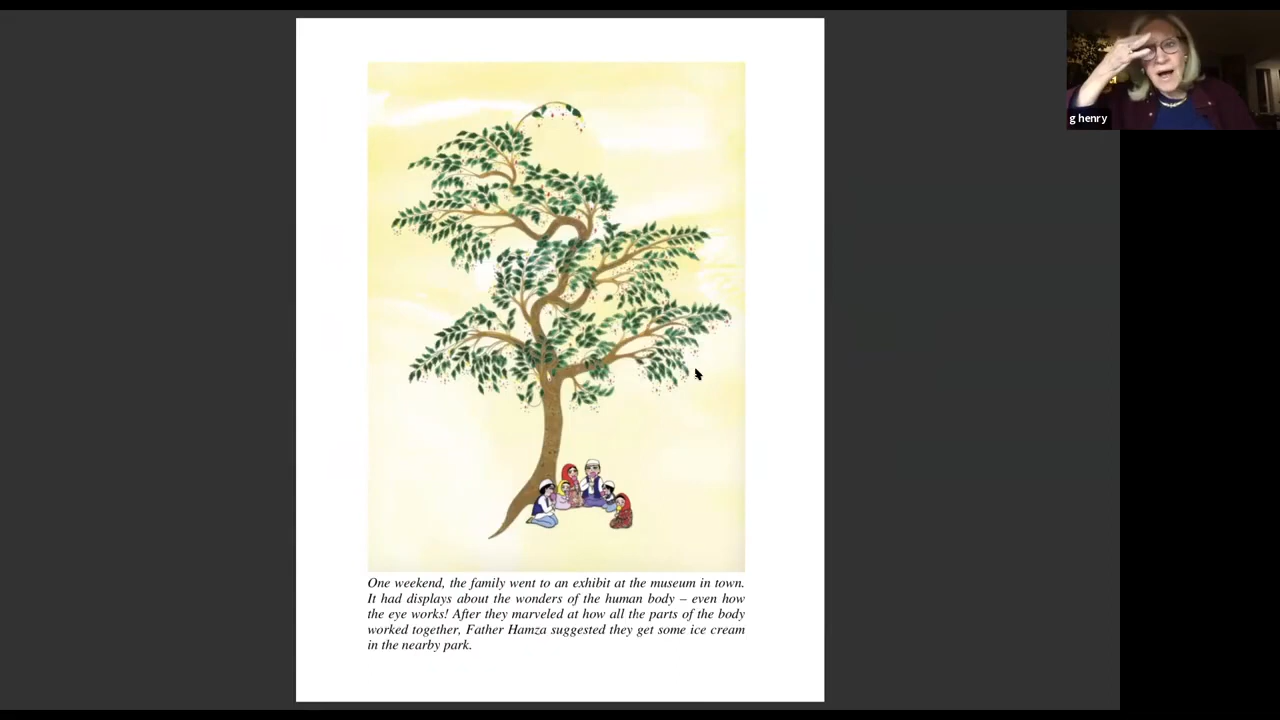 g henry
One weekend, the family went to an exhibit at the museum in town.
It had displays about the wonders of the human body – even how
the eye works! After they marveled at how all the parts of the body
worked together, Father Hamza suggested they get some ice cream
in the nearby park.